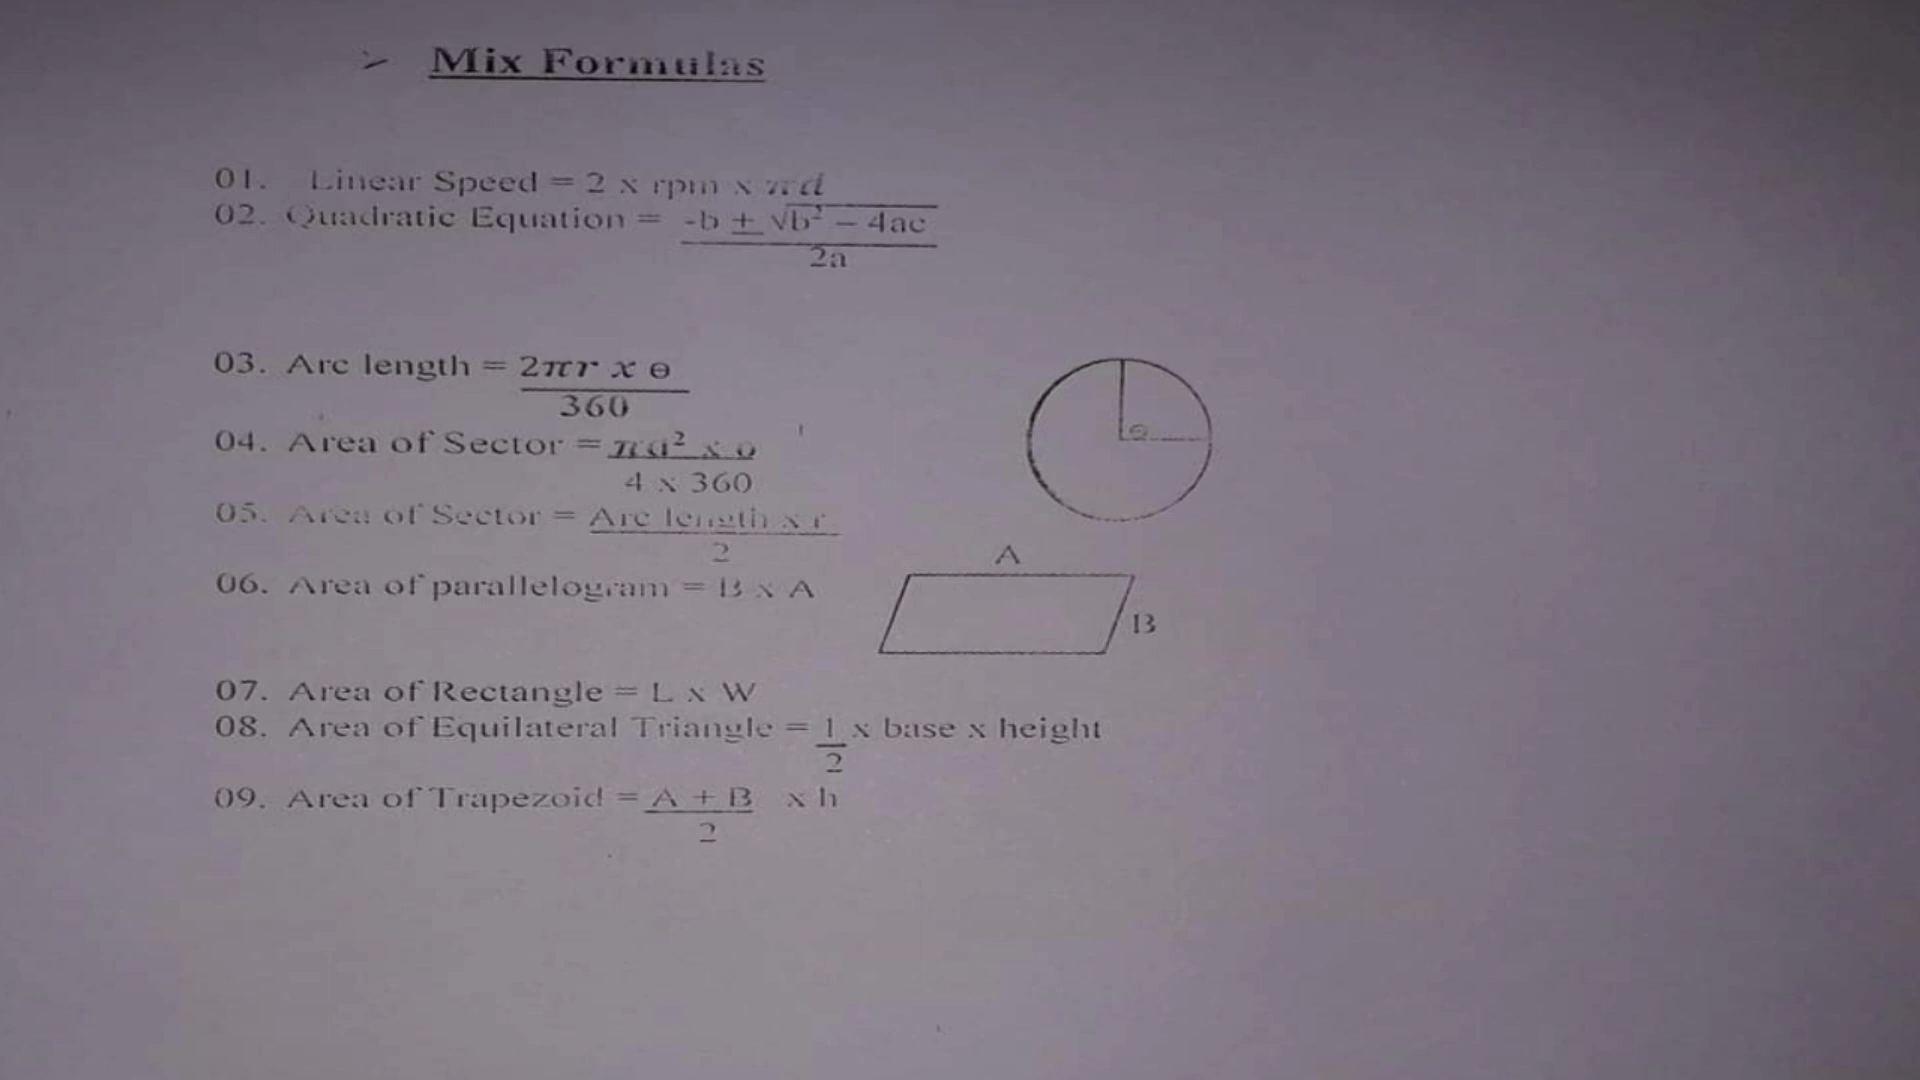 ➢ Mix Formulas
01. Linear Speed = 2 x rpm x πd
02. Quadratic Equation = -b ± √b² – 4ac
2a
03. Arc length = 2πr x θ
360
04. Area of Sector = πd² x θ
4 x 360
05. Area of Sector = Arc length x r
2
A
06. Area of parallelogram = B x A
B
07. Area of Rectangle = L x W
08. Area of Equilateral Triangle = 1 x base x height
2
09. Area of Trapezoid = A + B x h
2
θ